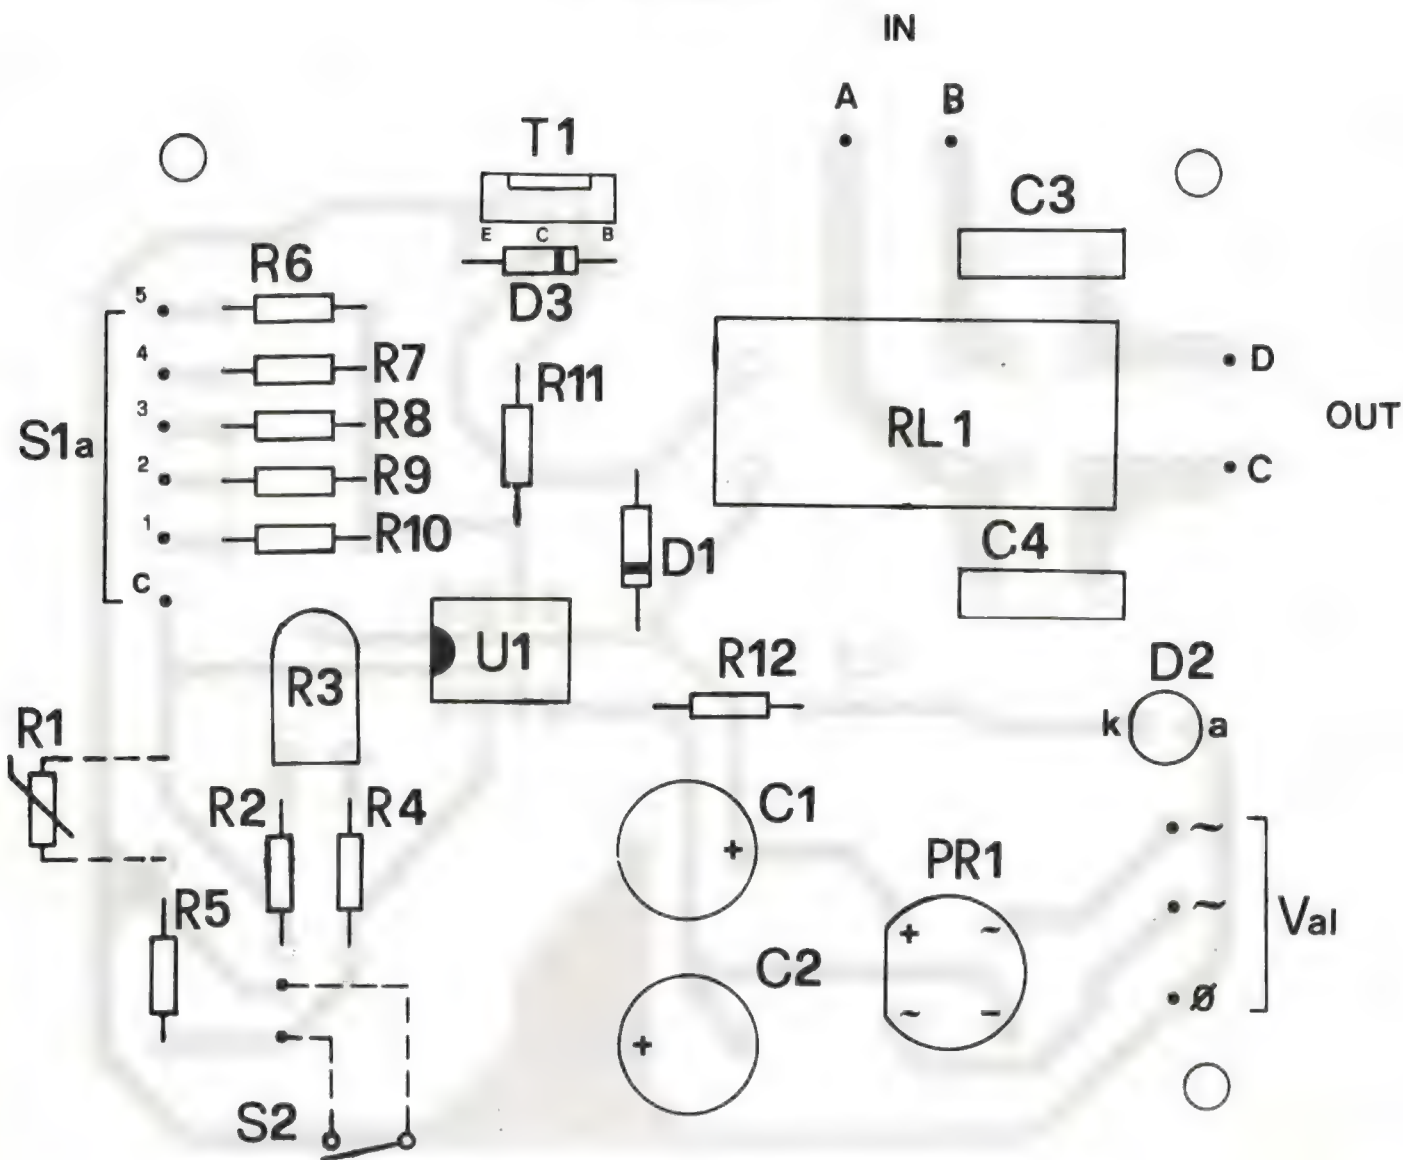 IN
A B
T1
C3
E C B
R6
D3
5
4
R7
R11
D
3
R8
RL1
OUT
S1a
2
R9
C
1
R10
C4
D1
C
U1
R12
D2
R3
k a
R1
R2 R4
C1
~
+
PR1
R5
~
Val
+ ~
C2
~ −
Ø
+
S2